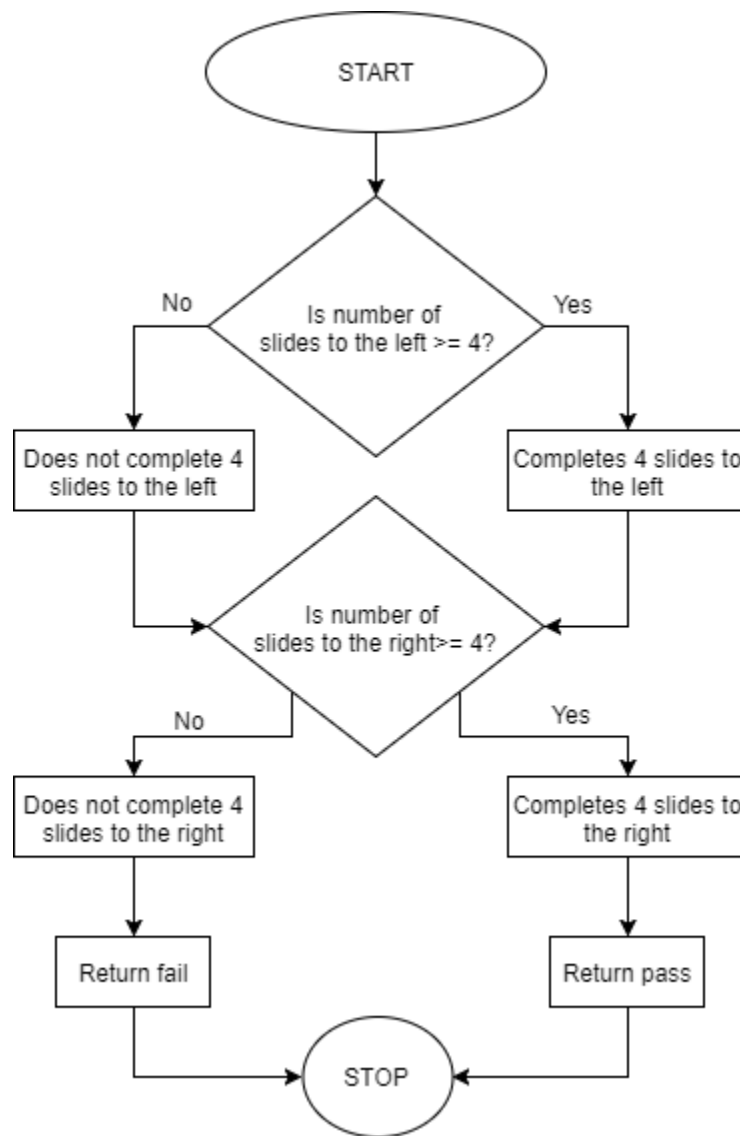 START
No
Yes
Is number of
slides to the left >= 4?
Does not complete 4
slides to the left
Completes 4 slides to
the left
Is number of
slides to the right>= 4?
No
Yes
Does not complete 4
slides to the right
Completes 4 slides to
the right
Return fail
Return pass
STOP